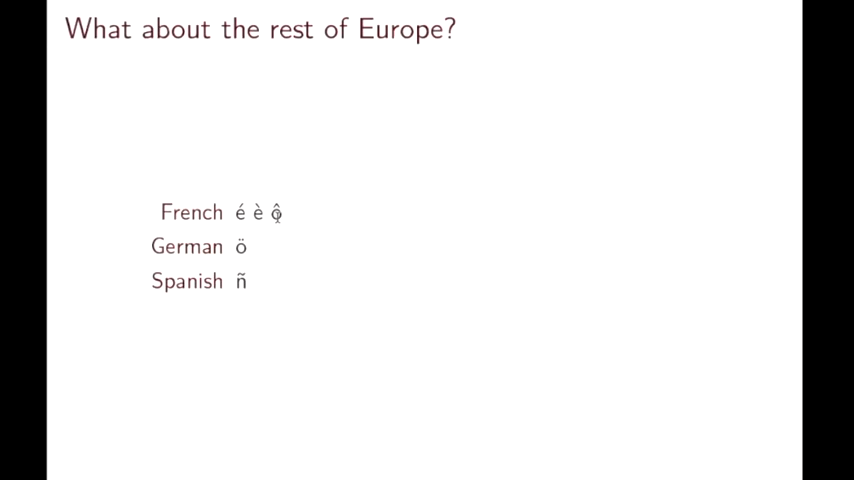 What about the rest of Europe?
French é è ô
German ö
Spanish ñ